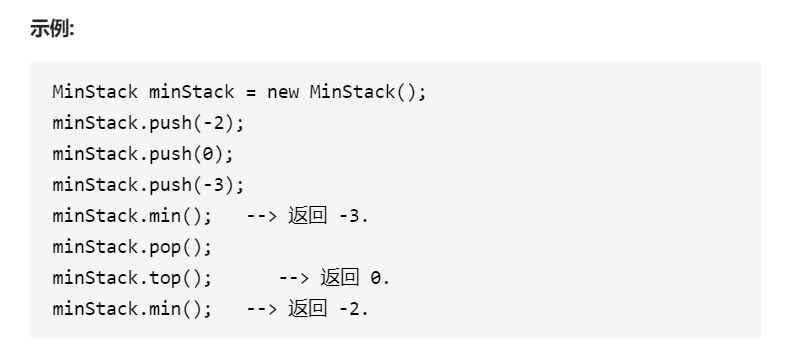 示例:
MinStack minStack = new MinStack();
minStack.push(-2);
minStack.push(0);
minStack.push(-3);
minStack.min();   --> 返回 -3.
minStack.pop();
minStack.top();      --> 返回 0.
minStack.min();   --> 返回 -2.